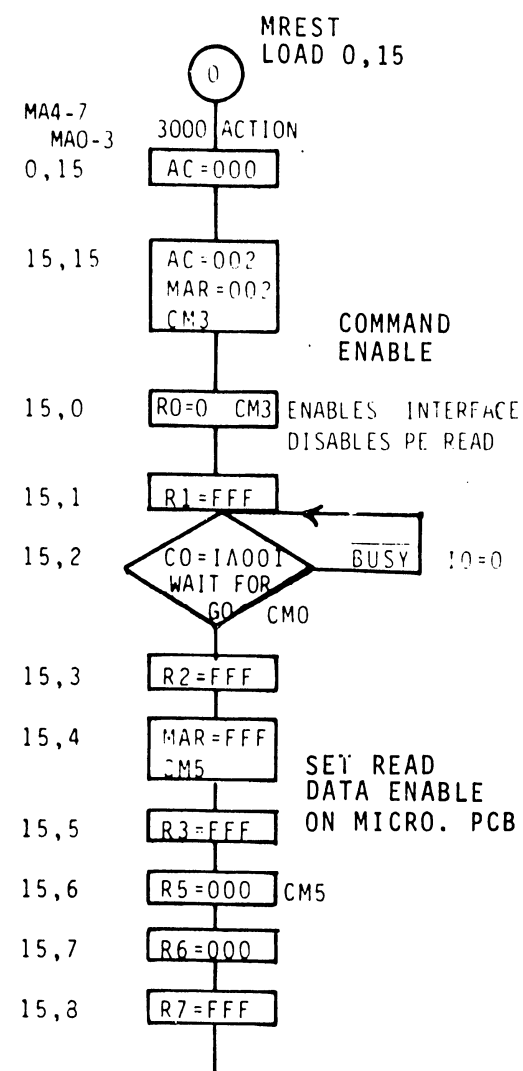 MREST
LOAD 0,15
0
MA4-7
MA0-3
3000 ACTION
0,15 AC=000
15,15 AC=002
MAR=002
CM3
COMMAND
ENABLE
15,0 R0=0 CM3 ENABLES INTERFACE
DISABLES PE READ
15,1 R1=FFF
15,2 CO=I∧001 BUSY IO=0
WAIT FOR
GO CM0
15,3 R2=FFF
15,4 MAR=FFF
CM5
SET READ
DATA ENABLE
ON MICRO. PCB
15,5 R3=FFF
15,6 R5=000 CM5
15,7 R6=000
15,8 R7=FFF